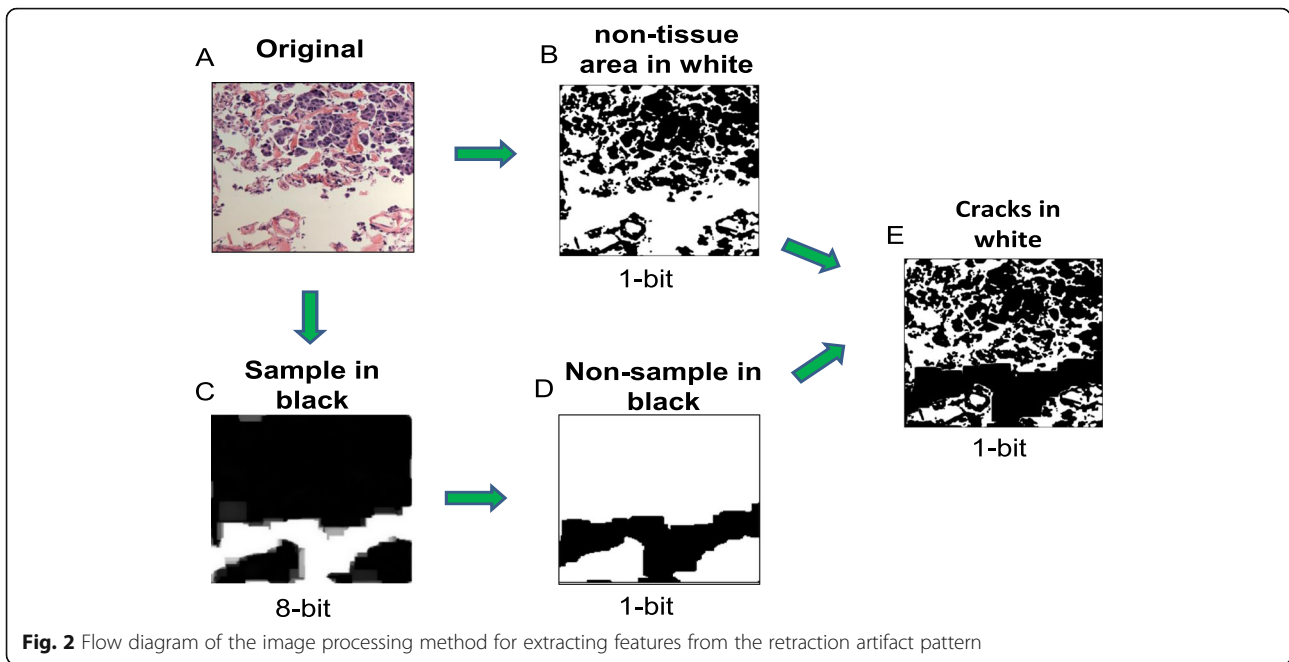 A
Original
B
non-tissue
area in white
1-bit
E
Cracks in
white
1-bit
C
Sample in
black
8-bit
D
Non-sample in
black
1-bit
Fig. 2 Flow diagram of the image processing method for extracting features from the retraction artifact pattern